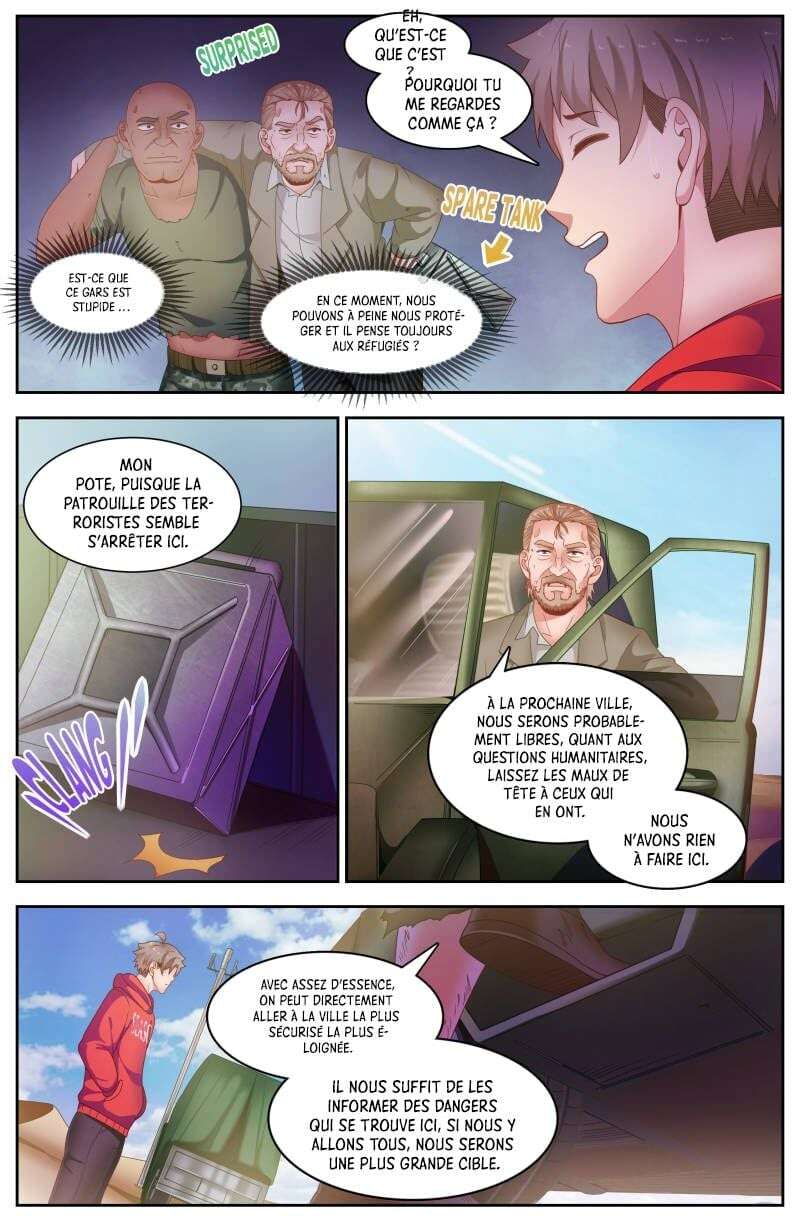 EH,
QU'EST-CE
QUE C'EST
?
POURQUOI TU
ME REGARDES
COMME ÇA ?
SURPRISED
SPARE TANK
EST-CE QUE
CE GARS EST
STUPIDE ...
EN CE MOMENT, NOUS
POUVONS À PEINE NOUS PROTÉ-
GER ET IL PENSE TOUJOURS
AUX RÉFUGIÉS ?
MON
POTE, PUISQUE LA
PATROUILLE DES TER-
RORISTES SEMBLE
S'ARRÊTER ICI.
CLANG
À LA PROCHAINE VILLE,
NOUS SERONS PROBABLE-
MENT LIBRES, QUANT AUX
QUESTIONS HUMANITAIRES,
LAISSEZ LES MAUX DE
TÊTE À CEUX QUI
EN ONT.
NOUS
N'AVONS RIEN
À FAIRE ICI.
AVEC ASSEZ D'ESSENCE,
ON PEUT DIRECTEMENT
ALLER À LA VILLE LA PLUS
SÉCURISÉ LA PLUS É-
LOIGNÉE.
IL NOUS SUFFIT DE LES
INFORMER DES DANGERS
QUI SE TROUVE ICI, SI NOUS Y
ALLONS TOUS, NOUS SERONS
UNE PLUS GRANDE CIBLE.